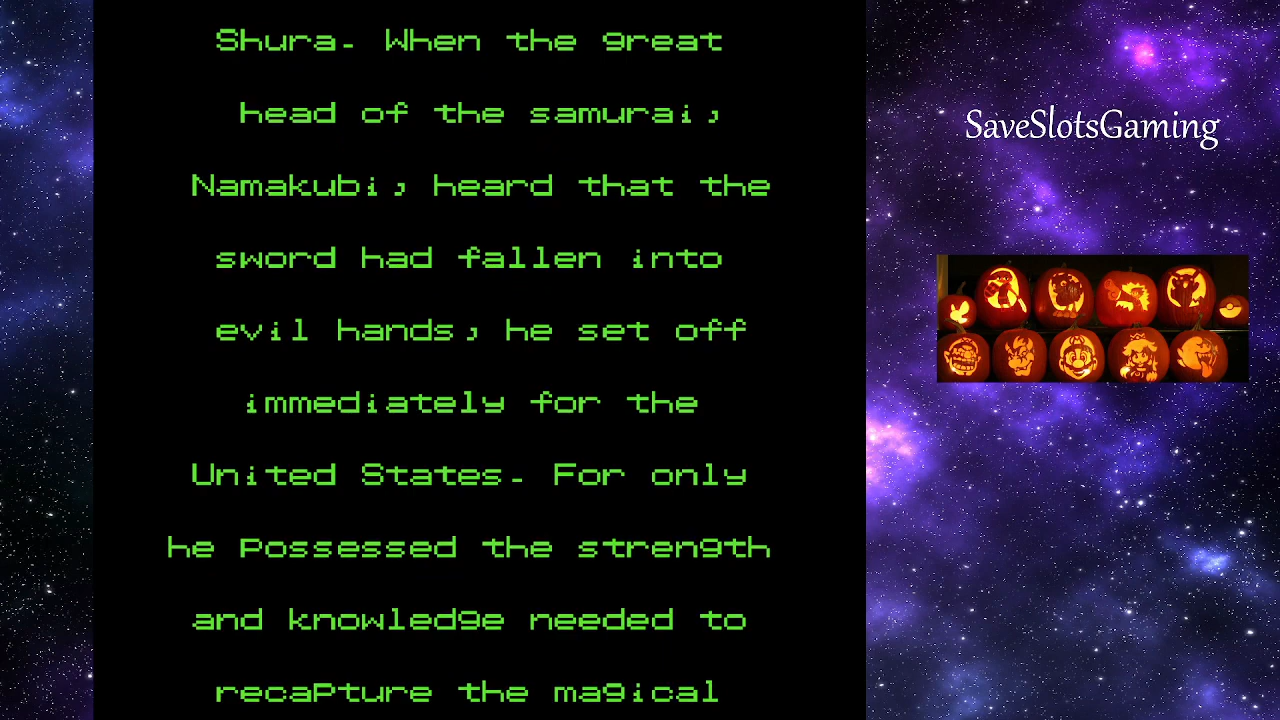 Shura. When the great
head of the samurai,
Namakubi, heard that the
sword had fallen into
evil hands, he set off
immediately for the
United States. For only
he possessed the strength
and knowledge needed to
recapture the magical
SaveSlotsGaming